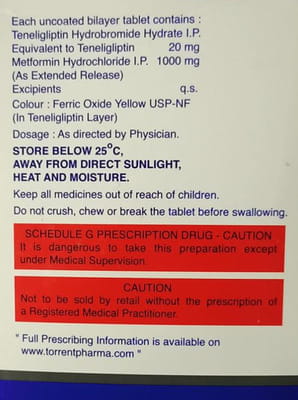 Each uncoated bilayer tablet contains :
Teneligliptin Hydrobromide Hydrate I.P.
Equivalent to Teneligliptin 20 mg
Metformin Hydrochloride I.P. 1000 mg
(As Extended Release)
Excipients q.s.
Colour : Ferric Oxide Yellow USP-NF
(In Teneligliptin Layer)
Dosage : As directed by Physician.
STORE BELOW 25°C,
AWAY FROM DIRECT SUNLIGHT,
HEAT AND MOISTURE.
Keep all medicines out of reach of children.
Do not crush, chew or break the tablet before swallowing.
SCHEDULE G PRESCRIPTION DRUG - CAUTION
It is dangerous to take this preparation except
under Medical Supervision.
CAUTION
Not to be sold by retail without the prescription of
a Registered Medical Practitioner.
" Full Prescribing Information is available on
www.torrentpharma.com "